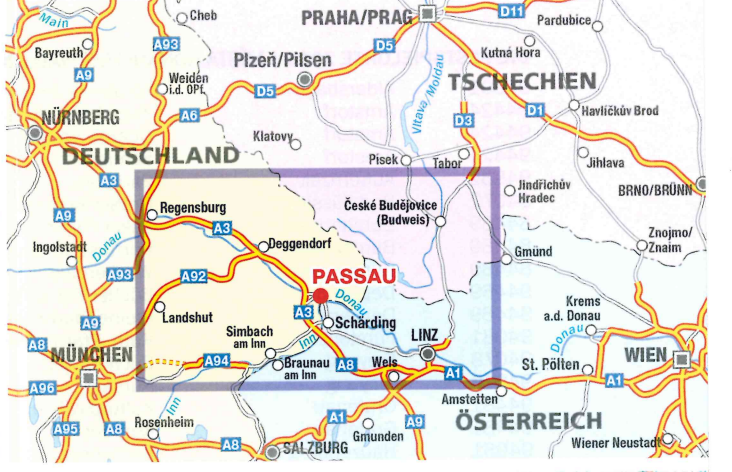 Main
Cheb
PRAHA/PRAG
D11
Pardubice
Bayreuth
A93
D5
Kutná Hora
A9
Plzeň/Pilsen
Weiden
i.d. OPf.
D5
TSCHECHIEN
Vltava/Moldau
A6
D3
D1
Havlíčkův Brod
NÜRNBERG
Klatovy
DEUTSCHLAND
Pisek
Tabor
Jihlava
A3
Jindřichův
Hradec
BRNO/BRÜNN
A9
Regensburg
České Budějovice
(Budweis)
A3
Ingolstadt
Donau
Deggendorf
Znojmo/
Znaim
Gmünd
A93
A92
PASSAU
Donau
Krems
a.d. Donau
Landshut
A3
Schärding
A9
Simbach
am Inn
Inn
LINZ
Donau
A8
MÜNCHEN
A94
Braunau
am Inn
A8
Wels
A1
St. Pölten
WIEN
A96
A1
Inn
Amstetten
A95
A8
Rosenheim
A1
A9
ÖSTERREICH
A8
SALZBURG
Gmunden
Wiener Neustadt